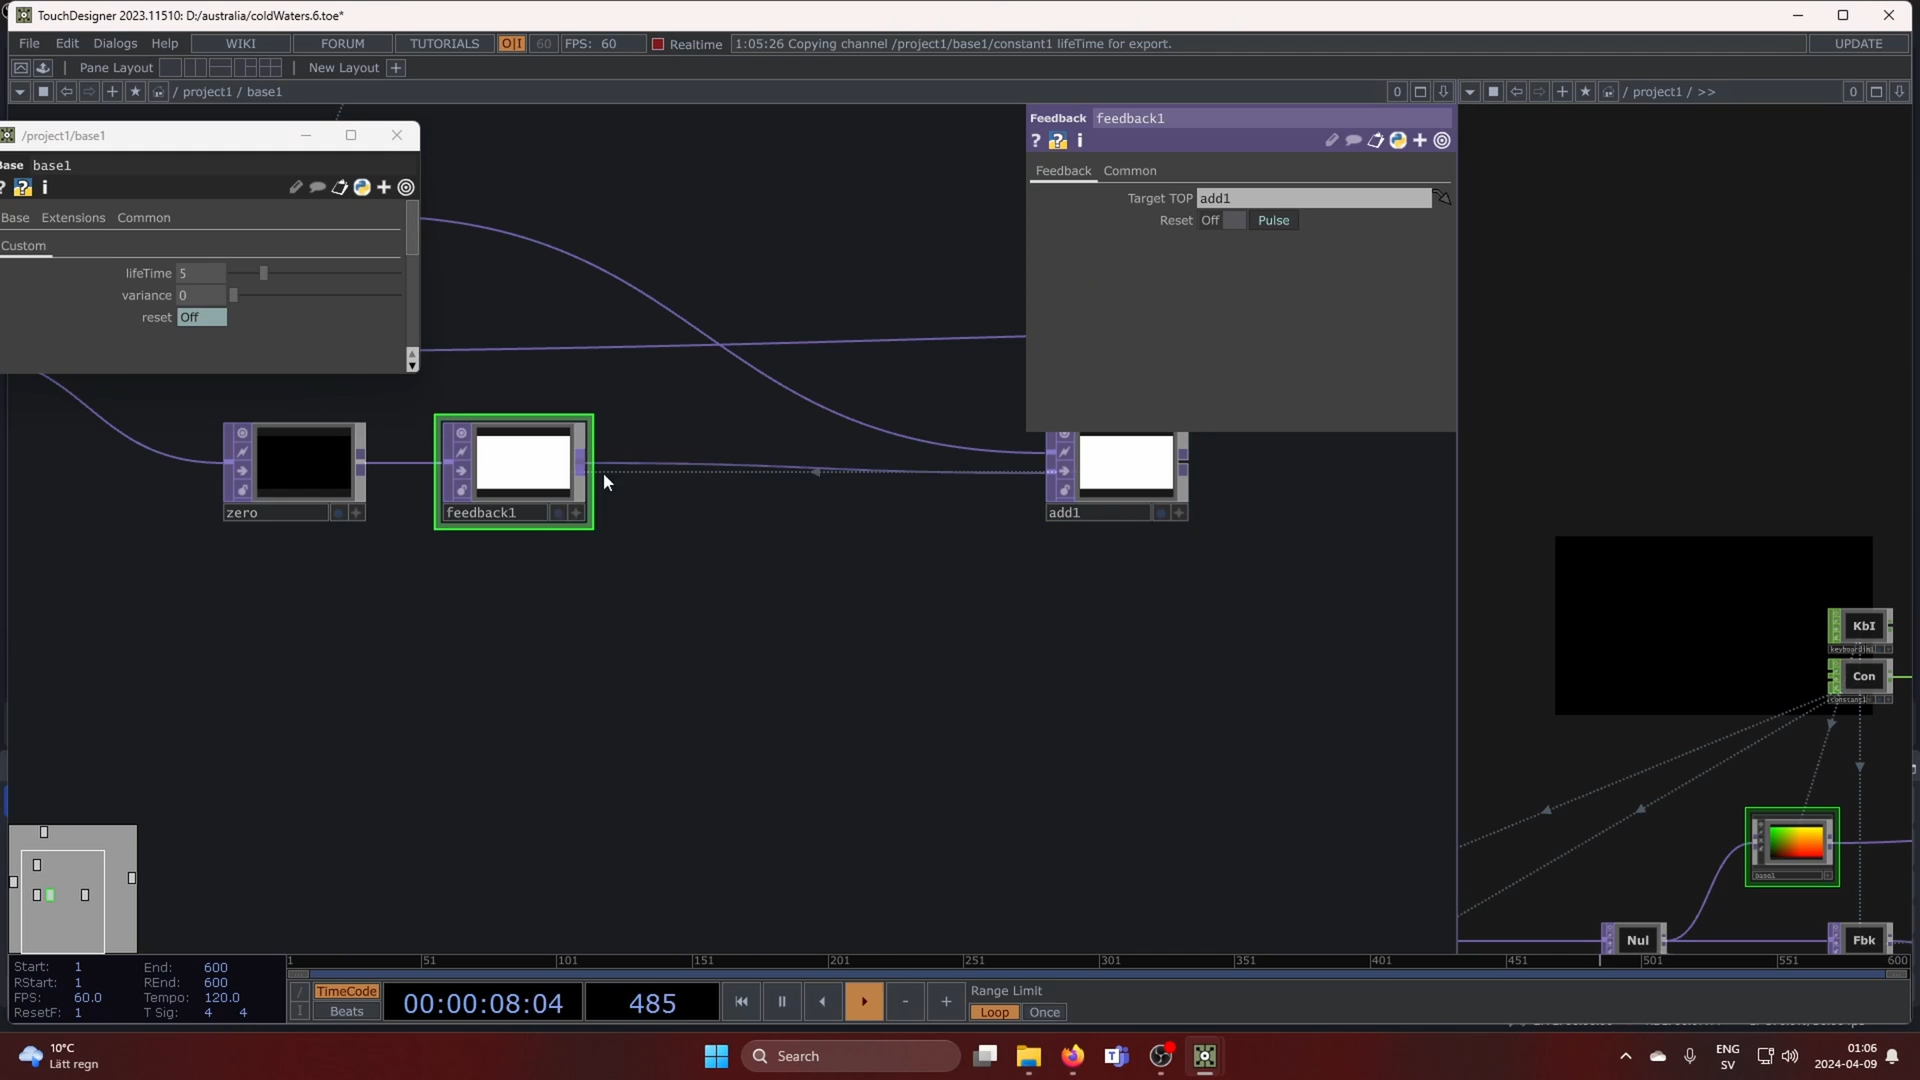 TouchDesigner 2023.11510: D:/australia/coldWaters.6.toe*
File Edit Dialogs Help WIKI FORUM TUTORIALS O|I 60 FPS: 60 Realtime 1:05:26 Copying channel /project1/base1/constant1 lifeTime for export. UPDATE
Pane Layout New Layout +
/ project1 / base1 0 / project1 / >> 0
/project1/base1
Base base1
? ? i
Base Extensions Common
Custom
lifeTime 5
variance 0
reset Off
Feedback feedback1
? ? i
Feedback Common
Target TOP add1
Reset Off Pulse
zero
feedback1
add1
KbI
keyboardin1
Con
constant1
base1
Nul
Fbk
Start: 1 End: 600
RStart: 1 REnd: 600
FPS: 60.0 Tempo: 120.0
ResetF: 1 T Sig: 4 4
1 51 101 151 201 251 301 351 401 451 501 551 600
TimeCode
Beats
00:00:08:04
485
- +
Range Limit
Loop Once
10°C
Lätt regn
Search
ENG
SV
01:06
2024-04-09